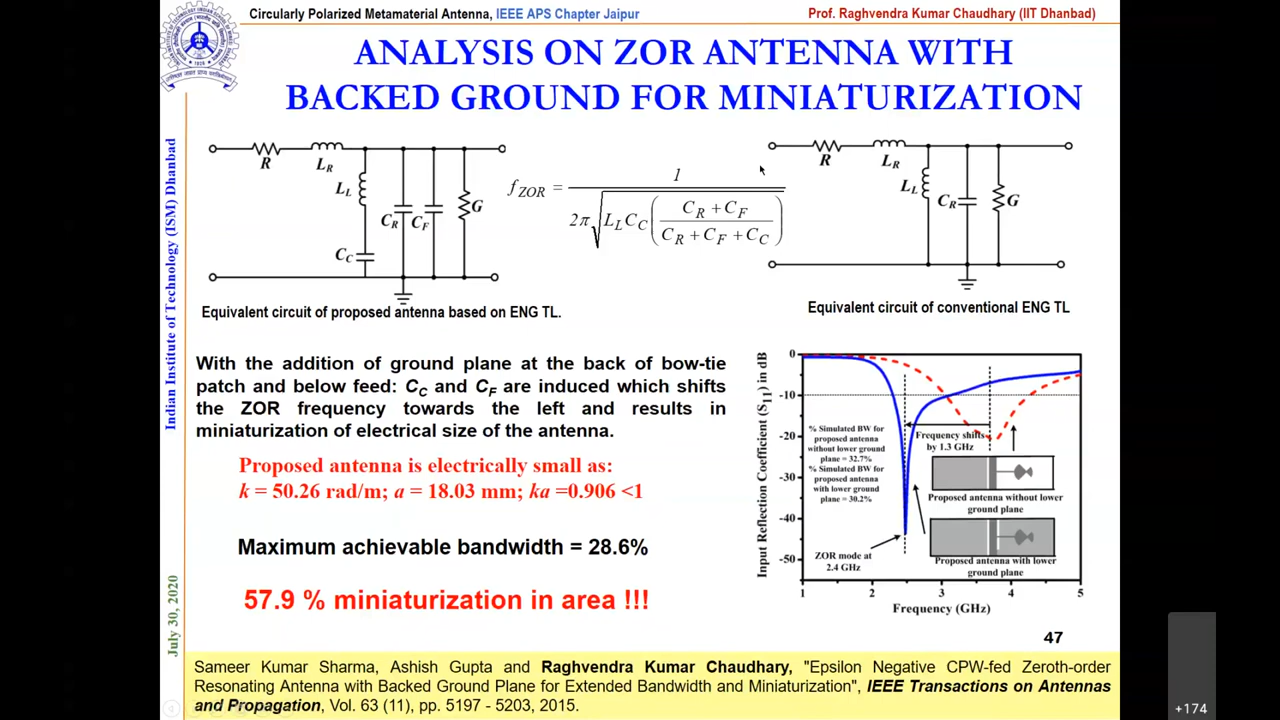 Circularly Polarized Metamaterial Antenna, IEEE APS Chapter Jaipur
Prof. Raghvendra Kumar Chaudhary (IIT Dhanbad)
ANALYSIS ON ZOR ANTENNA WITH
BACKED GROUND FOR MINIATURIZATION
Indian Institute of Technology (ISM) Dhanbad
July 30, 2020
R
L_R
L_L
C_R
C_F
G
C_C
Equivalent circuit of proposed antenna based on ENG TL.
f_ZOR = 1 / (2π √(L_L C_C ((C_R + C_F) / (C_R + C_F + C_C))))
R
L_R
L_L
C_R
G
Equivalent circuit of conventional ENG TL
With the addition of ground plane at the back of bow-tie
patch and below feed: C_C and C_F are induced which shifts
the ZOR frequency towards the left and results in
miniaturization of electrical size of the antenna.
Proposed antenna is electrically small as:
k = 50.26 rad/m; a = 18.03 mm; ka =0.906 <1
Maximum achievable bandwidth = 28.6%
57.9 % miniaturization in area !!!
Input Reflection Coefficient (S11) in dB
0
-10
-20
-30
-40
-50
% Simulated BW for
proposed antenna
without lower ground
plane = 32.7%
% Simulated BW for
proposed antenna
with lower ground
plane = 30.2%
Frequency shifts
by 1.3 GHz
Proposed antenna without lower
ground plane
Proposed antenna with lower
ground plane
ZOR mode at
2.4 GHz
1 2 3 4 5
Frequency (GHz)
47
Sameer Kumar Sharma, Ashish Gupta and Raghvendra Kumar Chaudhary, "Epsilon Negative CPW-fed Zeroth-order
Resonating Antenna with Backed Ground Plane for Extended Bandwidth and Miniaturization", IEEE Transactions on Antennas
and Propagation, Vol. 63 (11), pp. 5197 - 5203, 2015.
+174